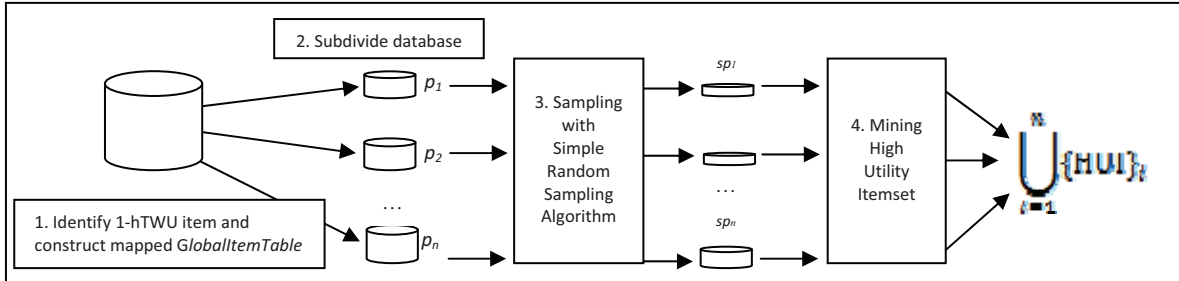 2. Subdivide database
p1
p2
...
pn
1. Identify 1-hTWU item and
construct mapped GlobalItemTable
3. Sampling
with
Simple
Random
Sampling
Algorithm
sp1
...
spn
4. Mining
High
Utility
Itemset
n
⋃{HUI}i
i=1